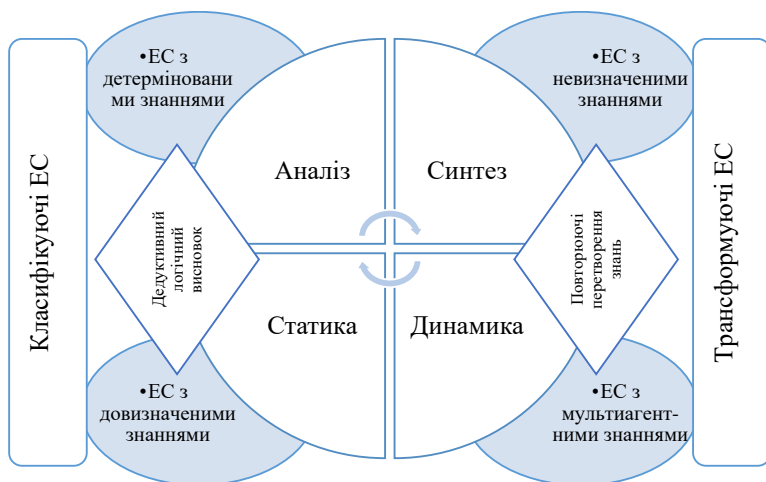 Класифікуючі ЕС
•ЕС з
детерміновани
ми знаннями
Аналіз
Синтез
•ЕС з
невизначеними
знаннями
Дедуктивний
логічний
висновок
Повторюючі
перетворення
знань
Статика
Динамика
•ЕС з
довизначеними
знаннями
•ЕС з
мультиагент-
ними знаннями
Трансформуючі ЕС